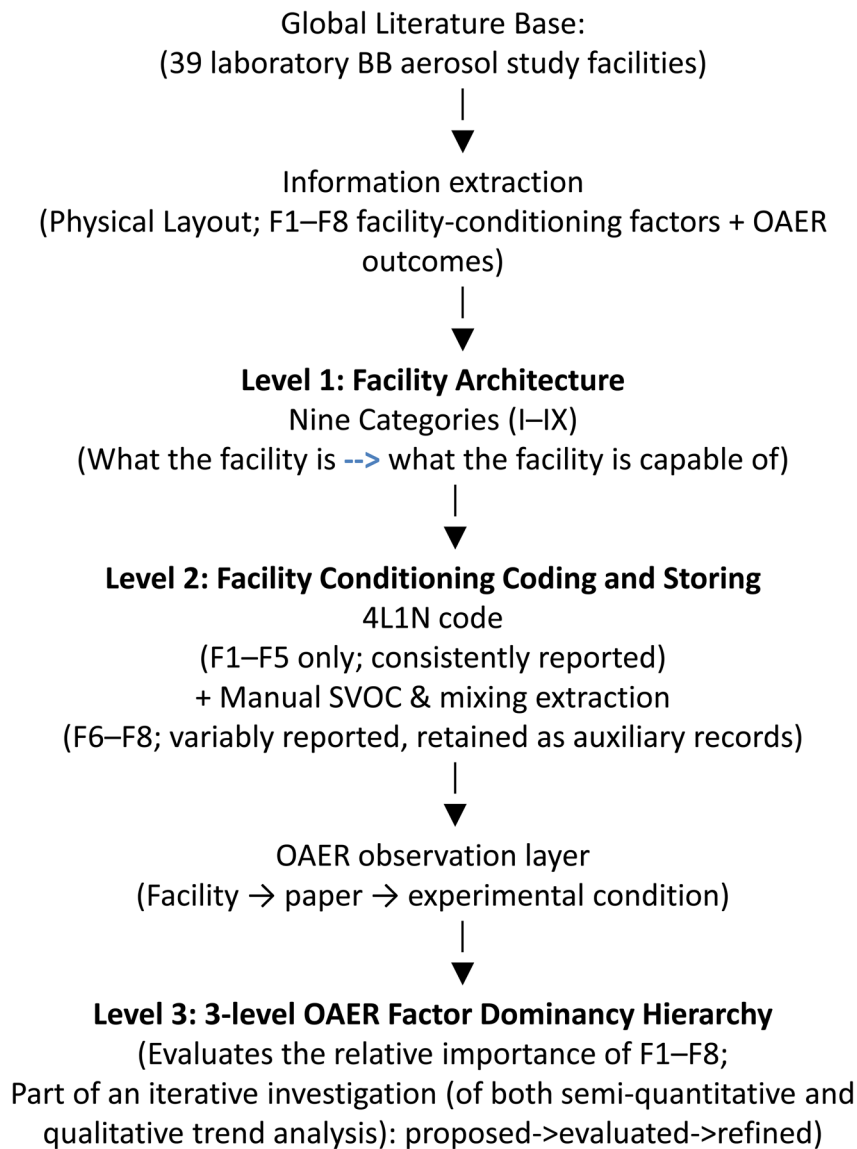 Global Literature Base:
(39 laboratory BB aerosol study facilities)
Information extraction
(Physical Layout; F1–F8 facility-conditioning factors + OAER
outcomes)
Level 1: Facility Architecture
Nine Categories (I–IX)
(What the facility is --> what the facility is capable of)
Level 2: Facility Conditioning Coding and Storing
4L1N code
(F1–F5 only; consistently reported)
+ Manual SVOC & mixing extraction
(F6–F8; variably reported, retained as auxiliary records)
OAER observation layer
(Facility → paper → experimental condition)
Level 3: 3-level OAER Factor Dominancy Hierarchy
(Evaluates the relative importance of F1–F8;
Part of an iterative investigation (of both semi-quantitative and
qualitative trend analysis): proposed->evaluated->refined)